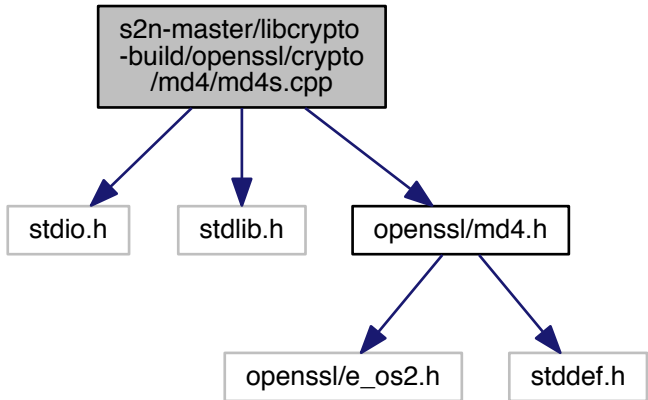 s2n-master/libcrypto
-build/openssl/crypto
/md4/md4s.cpp
stdio.h
stdlib.h
openssl/md4.h
openssl/e_os2.h
stddef.h